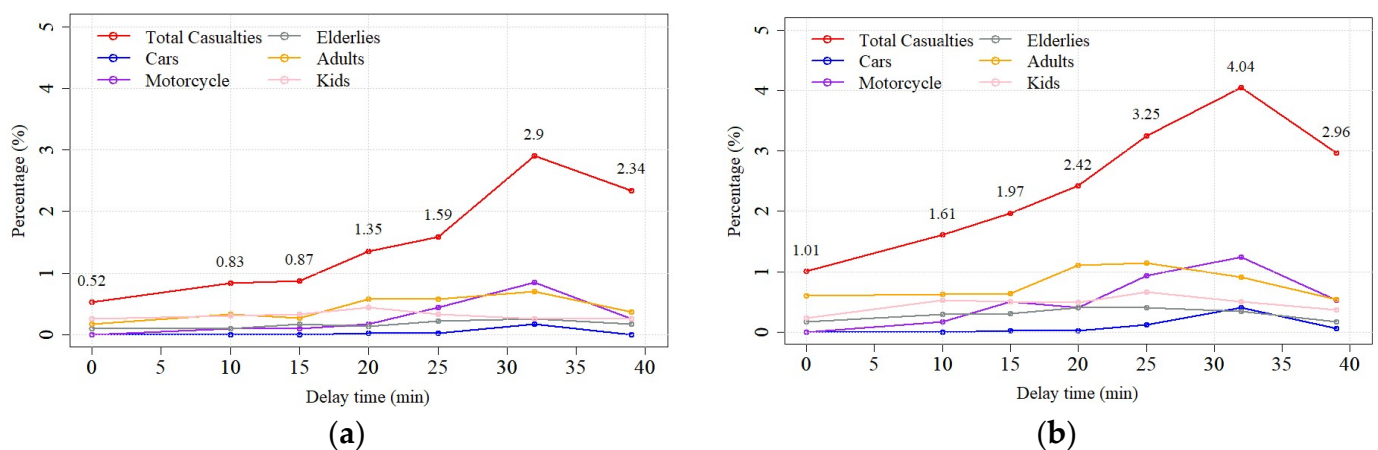 Percentage (%)
5
4
3
2
1
0
Total Casualties
Cars
Motorcycle
Elderlies
Adults
Kids
0.52
0.83
0.87
1.35
1.59
2.9
2.34
0 5 10 15 20 25 30 35 40
Delay time (min)
(a)
Percentage (%)
5
4
3
2
1
0
Total Casualties
Cars
Motorcycle
Elderlies
Adults
Kids
1.01
1.61
1.97
2.42
3.25
4.04
2.96
0 5 10 15 20 25 30 35 40
Delay time (min)
(b)